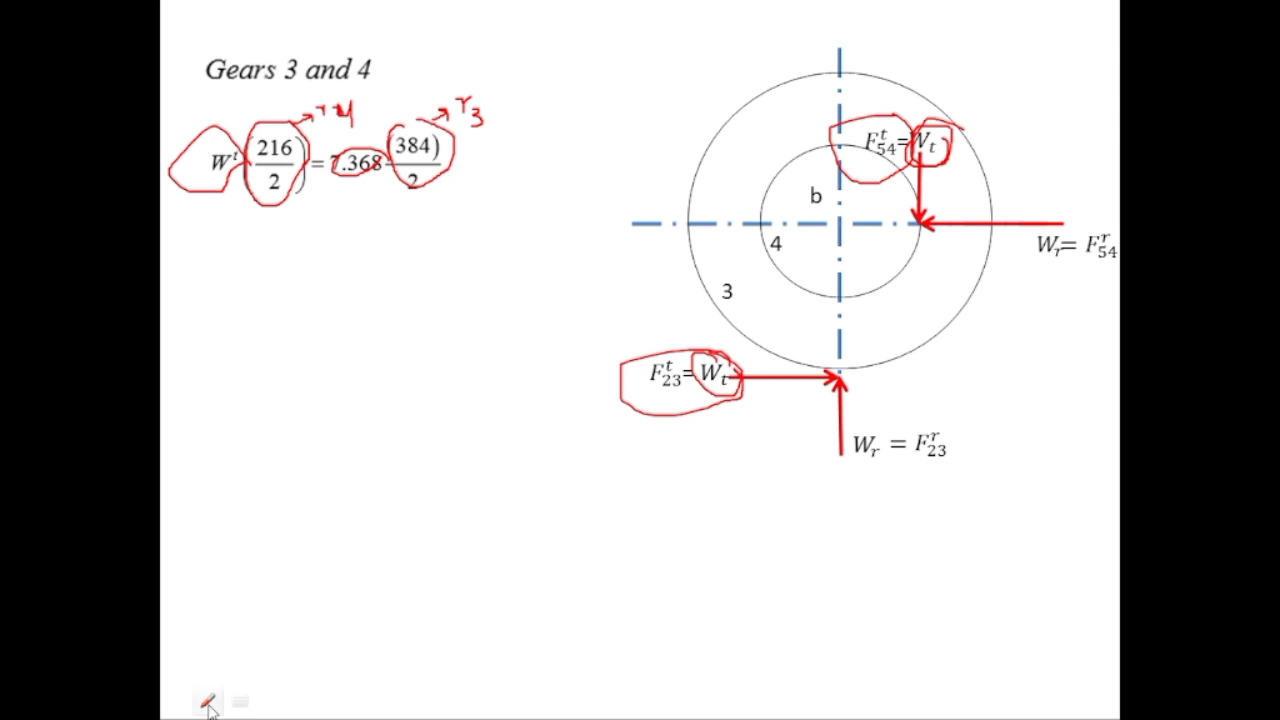 Gears 3 and 4
r4
r3
W^t (216/2) = 7.368 (384)/2
F^t_54=W_t
b
4
W_r= F^r_54
3
F^t_23=W_t
W_r = F^r_23